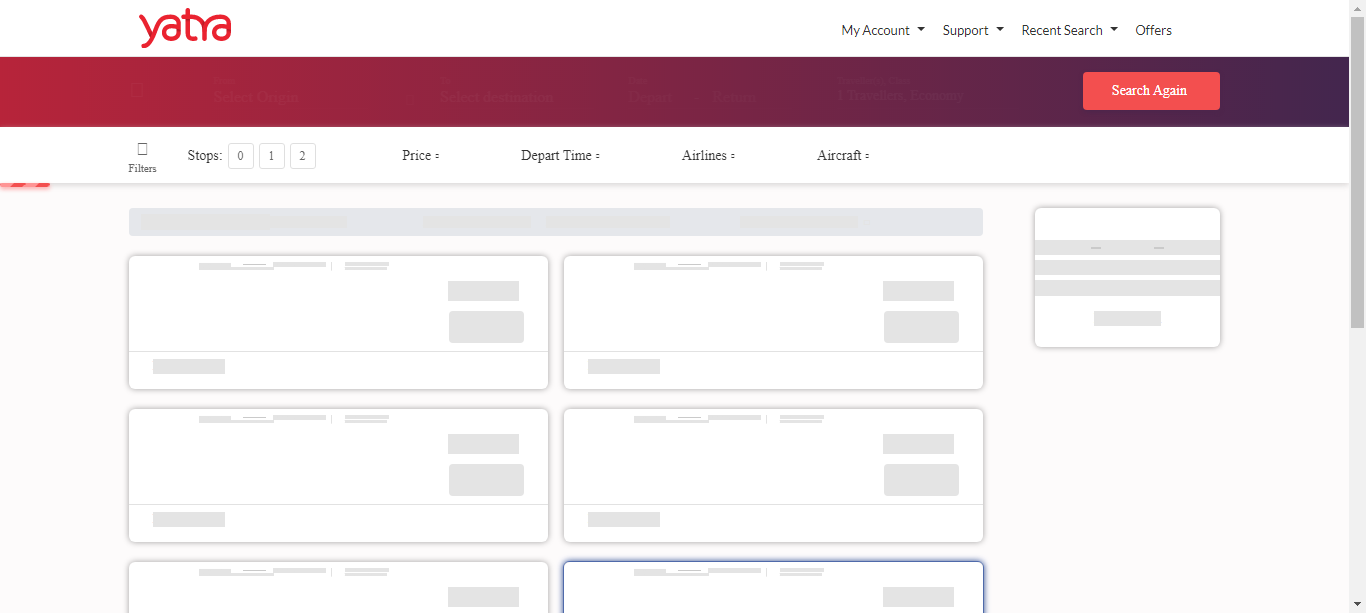 yatra
My Account Support Recent Search Offers
Select Origin Select destination Depart Return 1 Travellers, Economy
Search Again
Filters
Stops: 0 1 2 Price Depart Time Airlines Aircraft